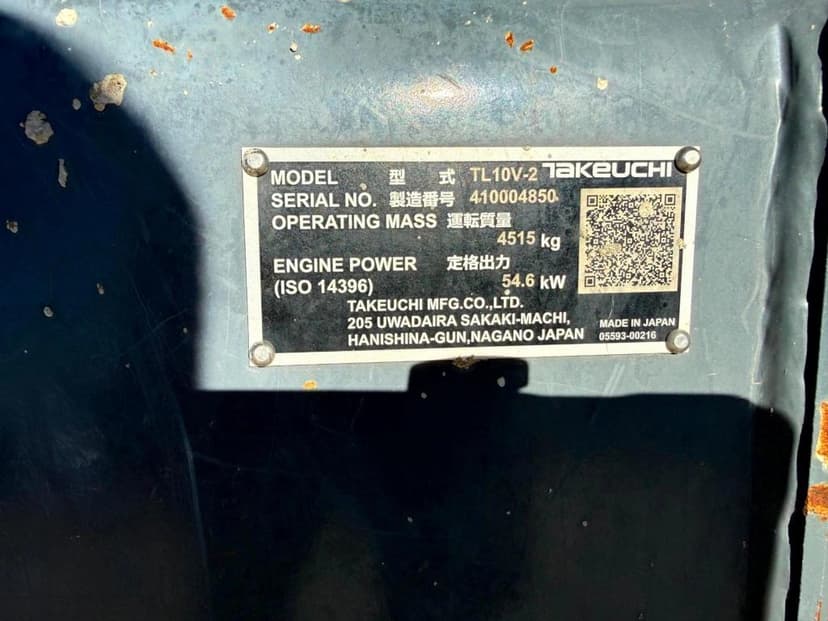 MODEL 型式 TL10V-2 TAKEUCHI
SERIAL NO. 製造番号 410004850
OPERATING MASS 運転質量
4515 kg
ENGINE POWER 定格出力
(ISO 14396) 54.6 kW
TAKEUCHI MFG.CO.,LTD.
205 UWADAIRA SAKAKI-MACHI,
HANISHINA-GUN,NAGANO JAPAN
MADE IN JAPAN
05593-00216